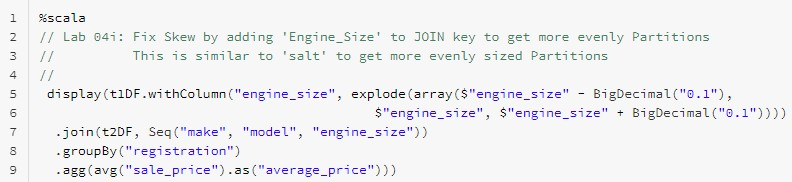 1 %scala
2 // Lab 04i: Fix Skew by adding 'Engine_Size' to JOIN key to get more evenly Partitions
3 //          This is similar to 'salt' to get more evenly sized Partitions
4 //
5  display(t1DF.withColumn("engine_size", explode(array($"engine_size" - BigDecimal("0.1"),
6                                            $"engine_size", $"engine_size" + BigDecimal("0.1"))))
7   .join(t2DF, Seq("make", "model", "engine_size"))
8   .groupBy("registration")
9   .agg(avg("sale_price").as("average_price")))